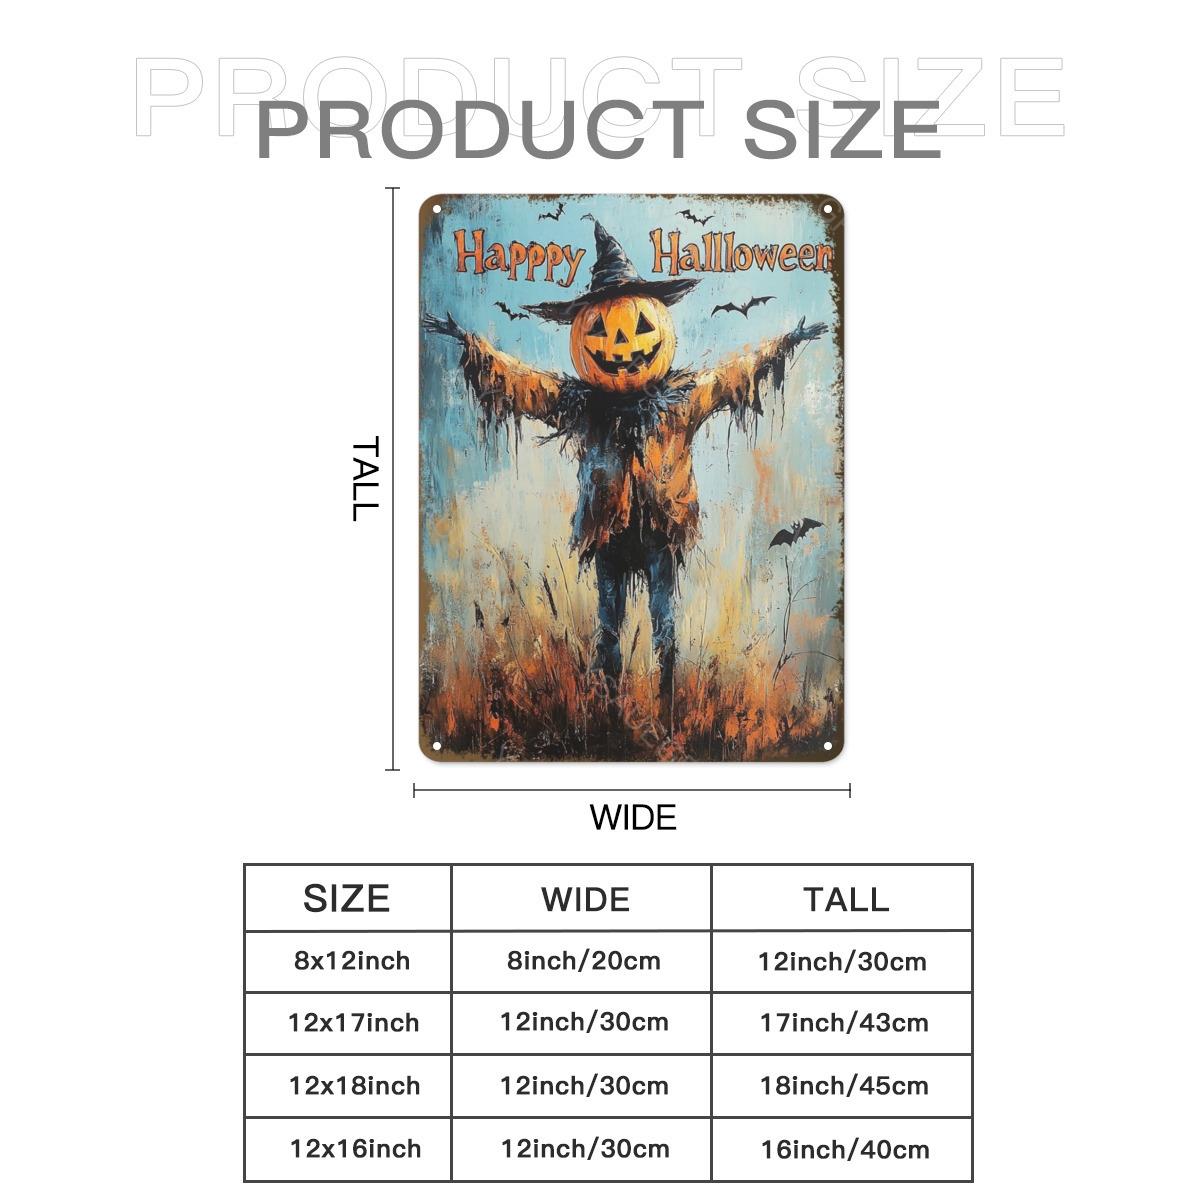 PRODUCT SIZE
PRODUCT SIZE
Happpy Hallloween
TALL
WIDE
SIZE WIDE TALL
8x12inch 8inch/20cm 12inch/30cm
12x17inch 12inch/30cm 17inch/43cm
12x18inch 12inch/30cm 18inch/45cm
12x16inch 12inch/30cm 16inch/40cm